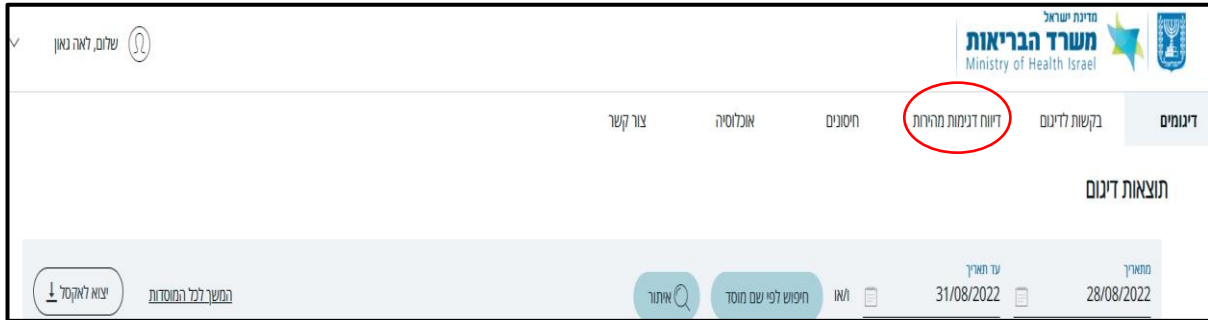 מדינת ישראל
משרד הבריאות
Ministry of Health Israel
שלום, לאה גאון
דיגומים בקשות לדיגום דיווח דגימות מהירות חיסונים אוכלוסיה צור קשר
תוצאות דיגום
מתאריך עד תאריך
28/08/2022 31/08/2022 ו/או חיפוש לפי שם מוסד איתור המשך לכל המוסדות יצוא לאקסל